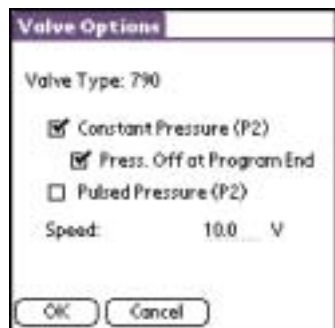 Valve Options
Valve Type: 790
Constant Pressure (P2)
Press. Off at Program End
Pulsed Pressure (P2)
Speed: 10.0 V
OK Cancel